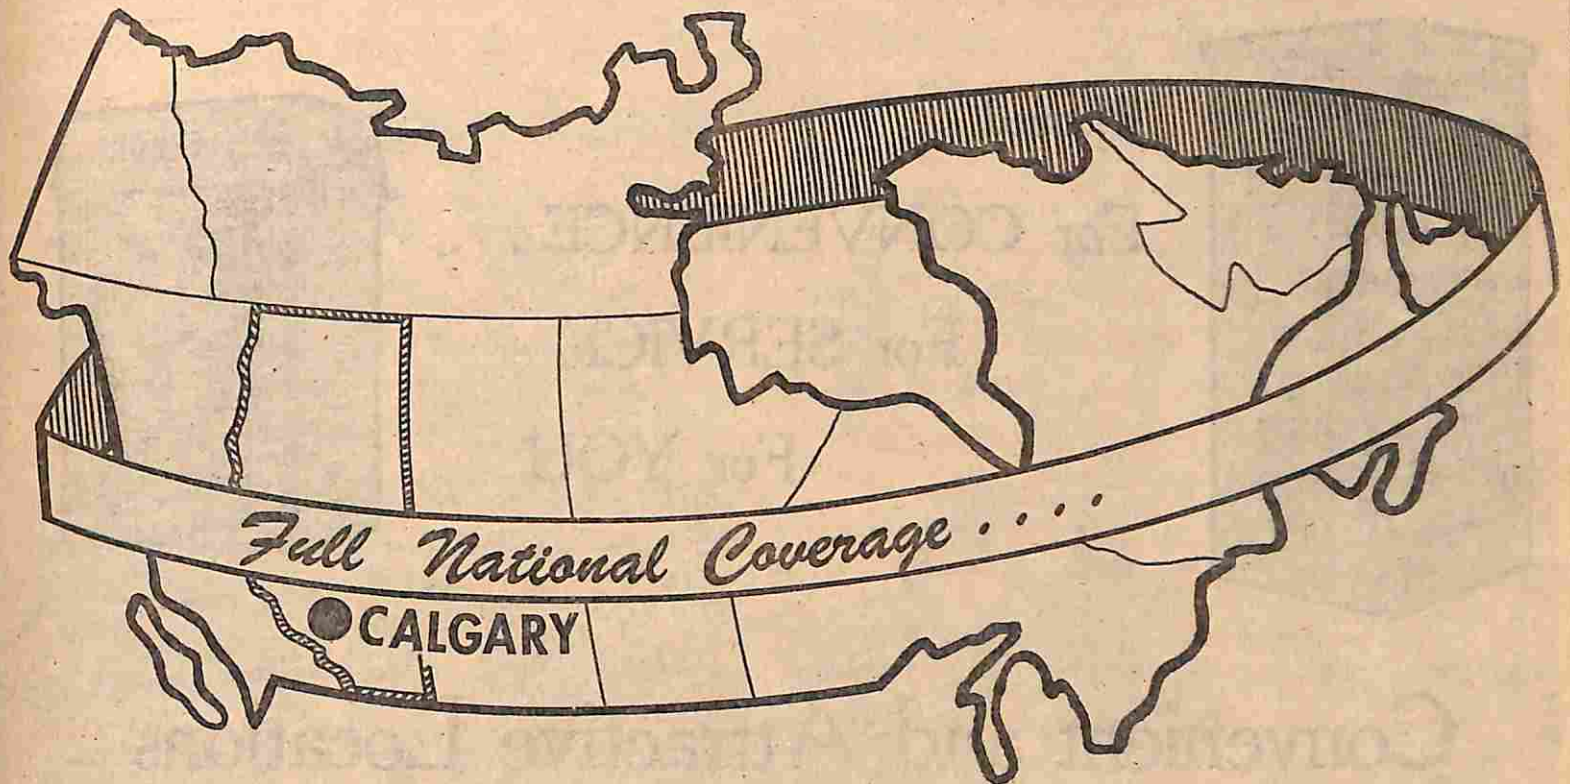 Full National Coverage . . . .
CALGARY